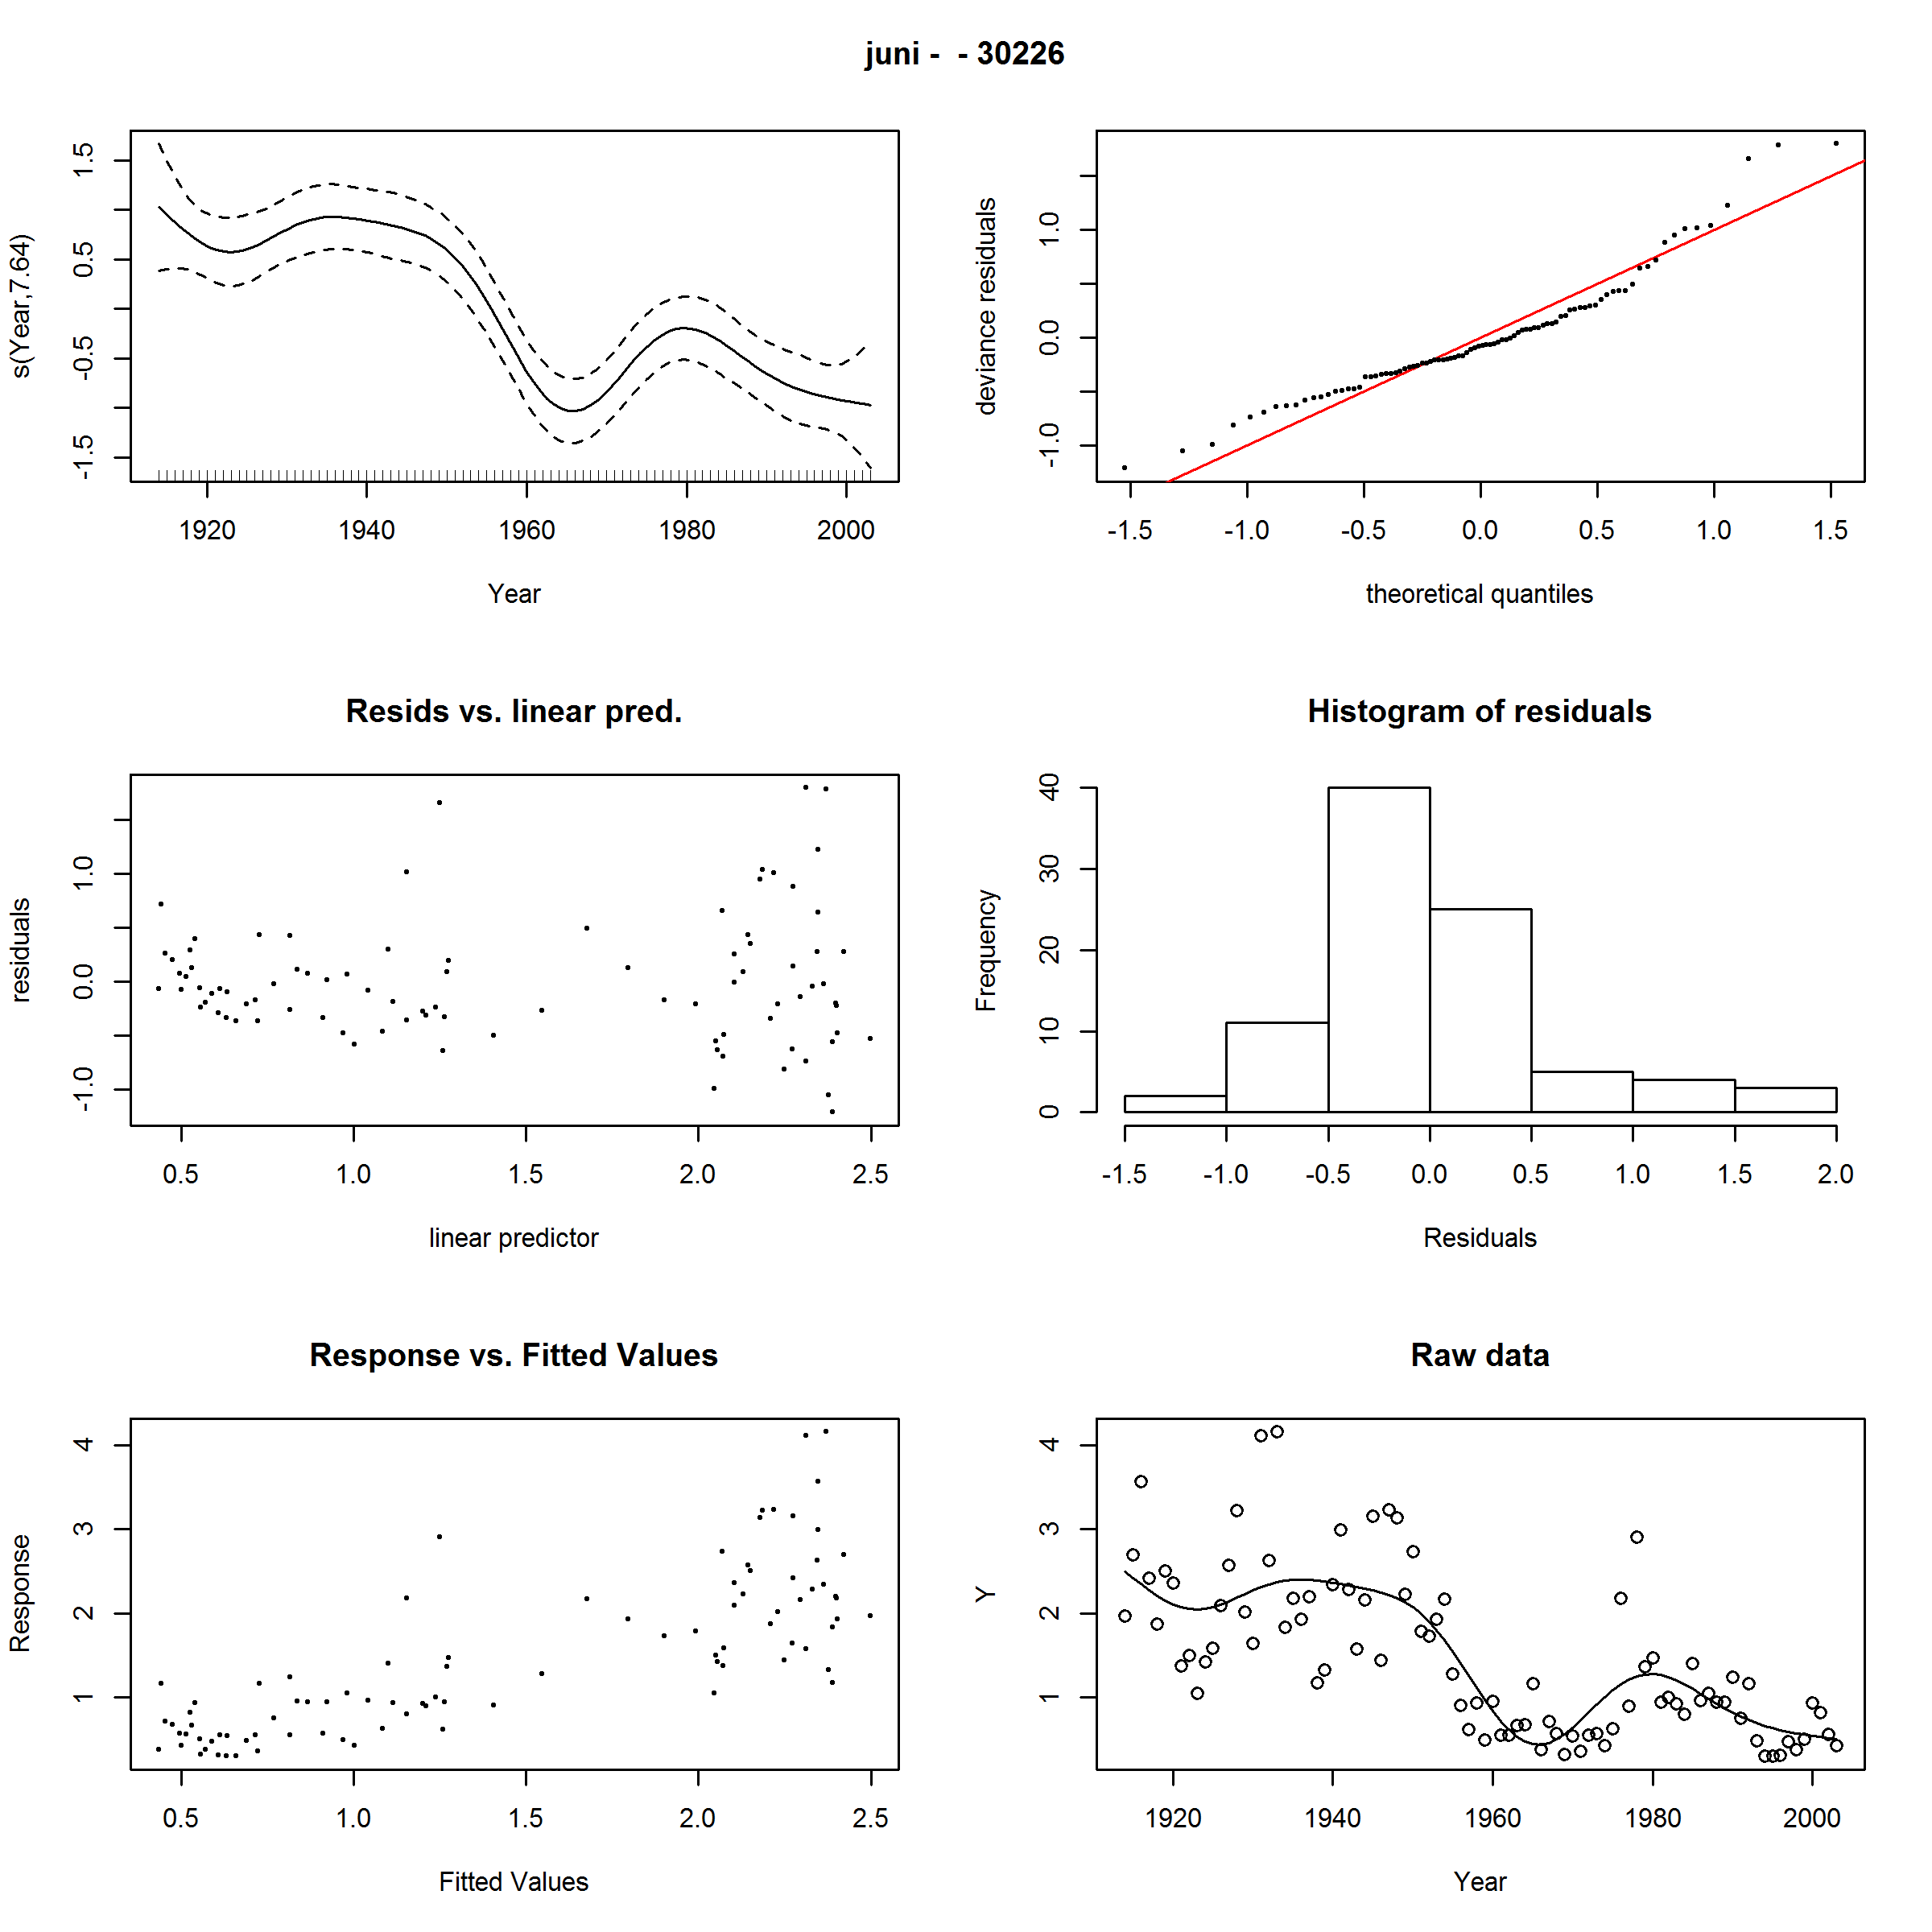 juni -  - 30226
s(Year,7.64)
-1.5 -0.5 0.5 1.5
1920 1940 1960 1980 2000
Year
deviance residuals
-1.0 0.0 1.0
-1.5 -1.0 -0.5 0.0 0.5 1.0 1.5
theoretical quantiles
Resids vs. linear pred.
residuals
-1.0 0.0 1.0
0.5 1.0 1.5 2.0 2.5
linear predictor
Histogram of residuals
Frequency
0 10 20 30 40
-1.5 -1.0 -0.5 0.0 0.5 1.0 1.5 2.0
Residuals
Response vs. Fitted Values
Response
1 2 3 4
0.5 1.0 1.5 2.0 2.5
Fitted Values
Raw data
Y
1 2 3 4
1920 1940 1960 1980 2000
Year